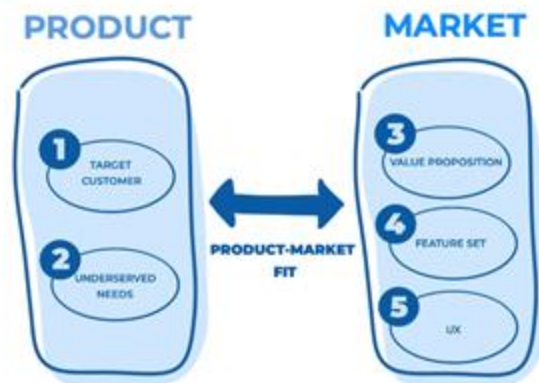 PRODUCT
MARKET
1
TARGET
CUSTOMER
2
UNDERSERVED
NEEDS
PRODUCT-MARKET
FIT
3
VALUE PROPOSITION
4
FEATURE SET
5
UX